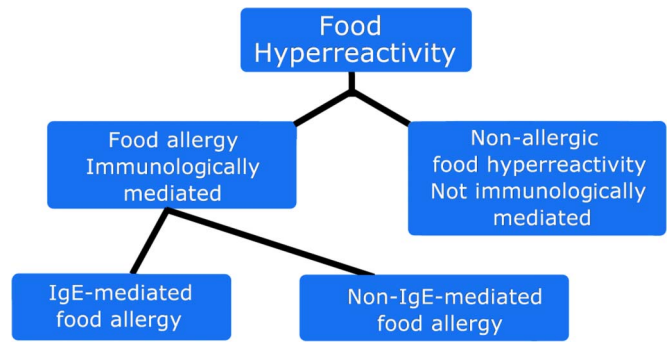 Food
Hyperreactivity
Food allergy
Immunologically
mediated
Non-allergic
food hyperreactivity
Not immunologically
mediated
IgE-mediated
food allergy
Non-IgE-mediated
food allergy